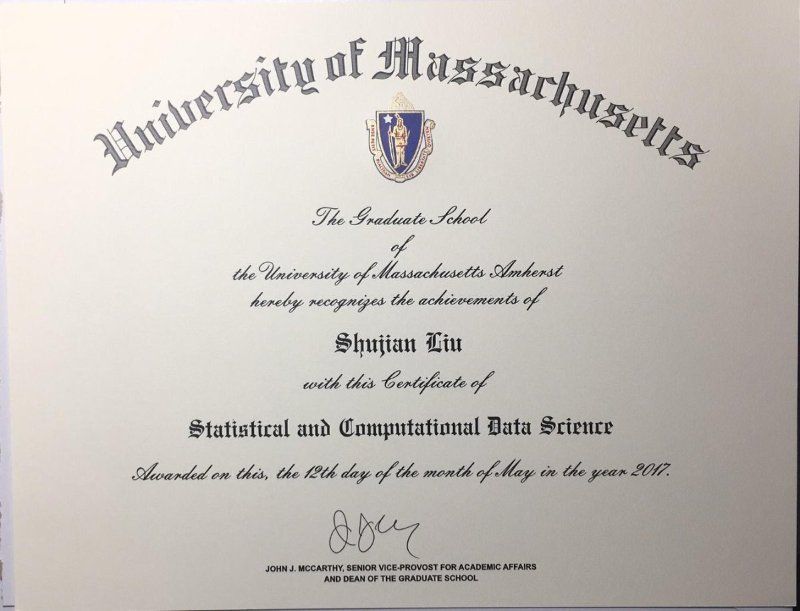 University of Massachusetts
The Graduate School
of
the University of Massachusetts Amherst
hereby recognizes the achievements of
Shujian Liu
with this Certificate of
Statistical and Computational Data Science
Awarded on this, the 12th day of the month of May in the year 2017.
JOHN J. MCCARTHY, SENIOR VICE-PROVOST FOR ACADEMIC AFFAIRS
AND DEAN OF THE GRADUATE SCHOOL